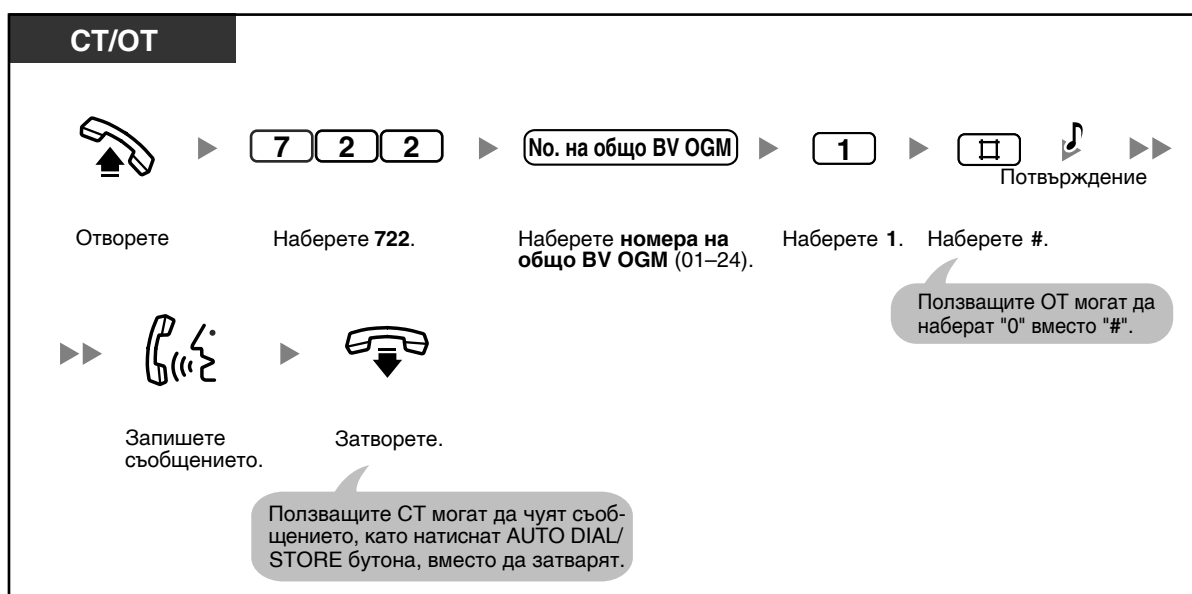 СТ/ОТ
7 2 2
No. на общо BV OGM
1
Потвърждение
Отворете
Наберете 722.
Наберете номера на
общо BV OGM (01–24).
Наберете 1.
Наберете #.
Ползващите ОТ могат да
наберат "0" вместо "#".
Запишете
съобщението.
Затворете.
Ползващите СТ могат да чуят съоб-
щението, като натиснат AUTO DIAL/
STORE бутона, вместо да затварят.